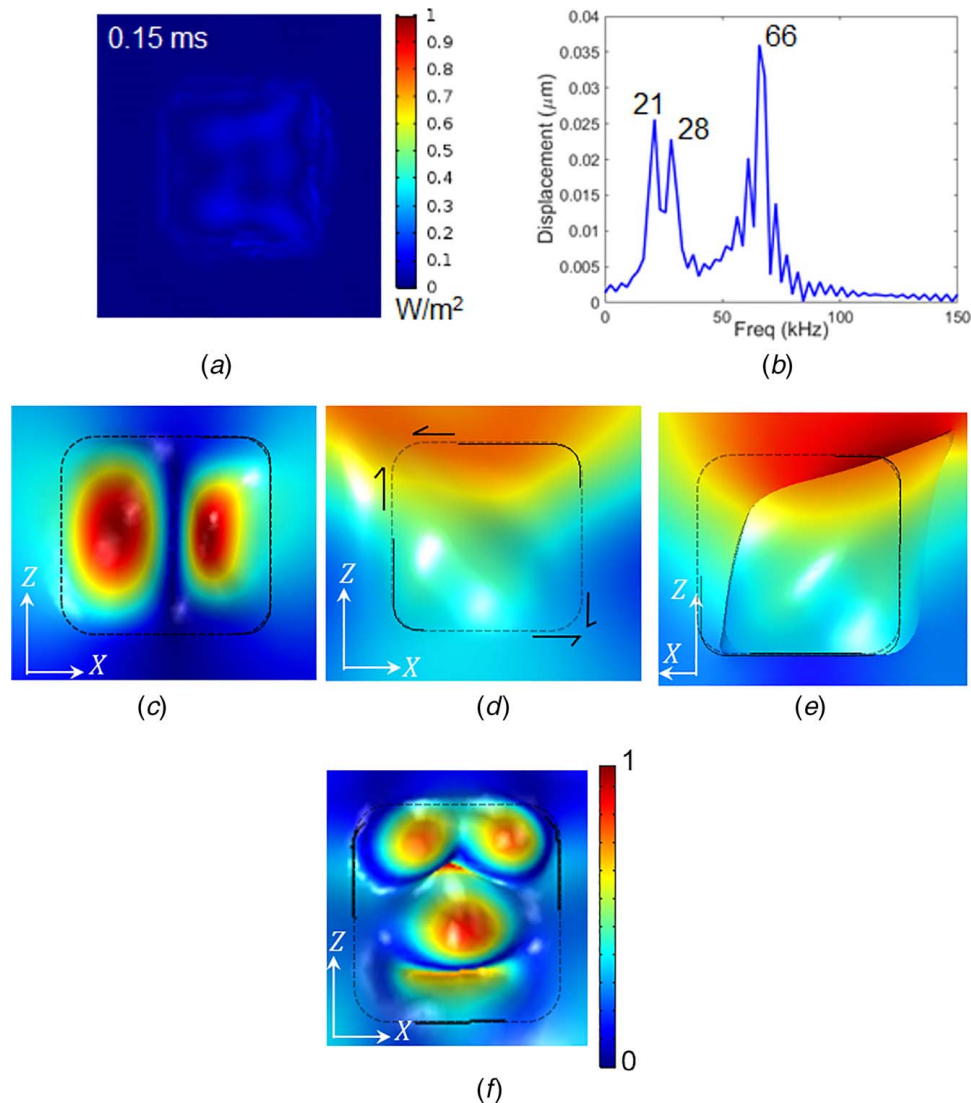 0.15 ms
1
0.9
0.8
0.7
0.6
0.5
0.4
0.3
0.2
0.1
0
W/m²
(a)
0.04
0.035
0.03
0.025
0.02
0.015
0.01
0.005
0
Displacement (μm)
21
28
66
0 50 100 150
Freq (kHz)
(b)
Z
X
(c)
Z
X
(d)
Z
X
(e)
Z
X
1
0
(f)